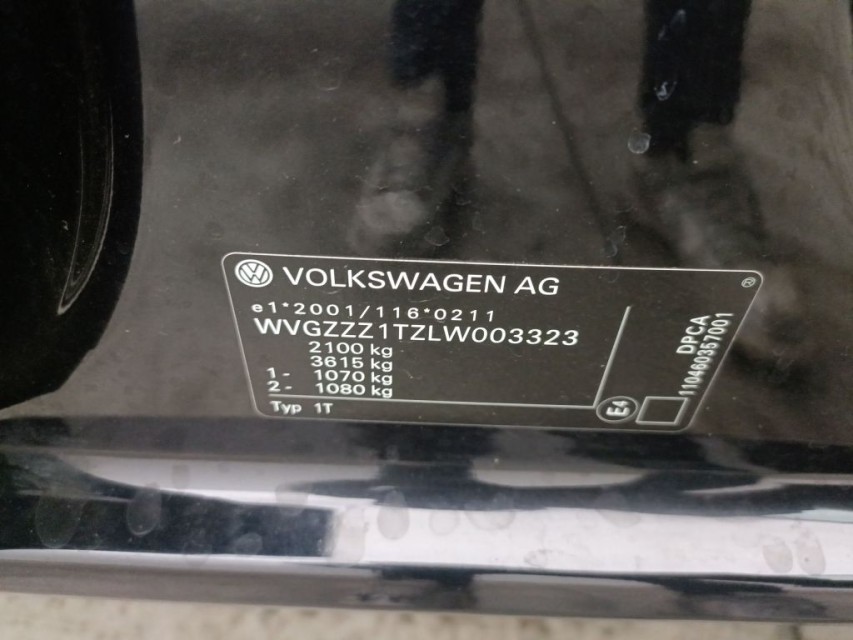 VOLKSWAGEN AG
e1*2001/116*0211
WVGZZZ1TZLW003323
2100 kg
3615 kg
1- 1070 kg
2- 1080 kg
Typ 1T
E4
DPCA
110460357001
®